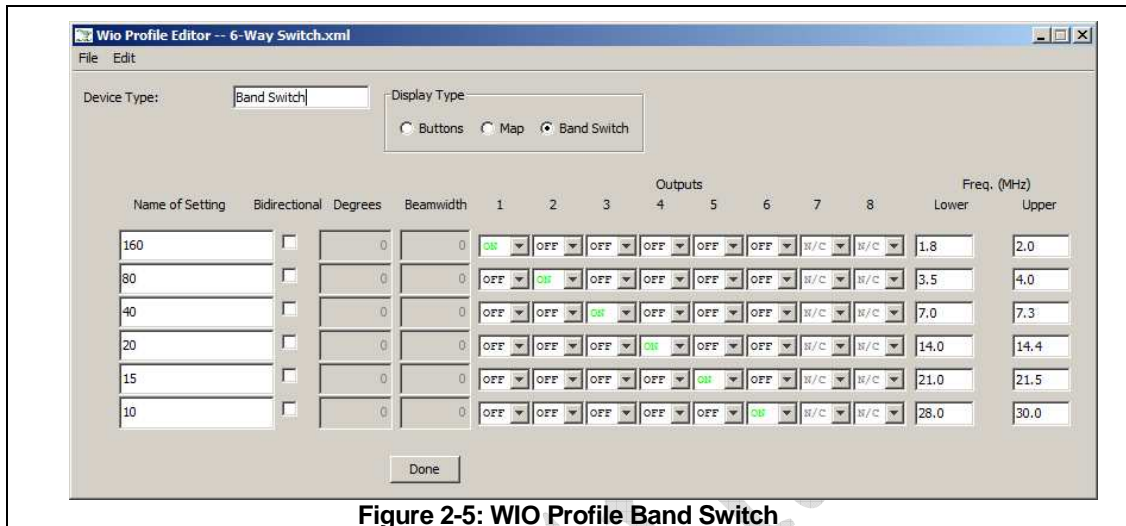 Wio Profile Editor -- 6-Way Switch.xml
File Edit
Device Type: Band Switch
Display Type
Buttons Map Band Switch
Outputs Freq. (MHz)
Name of Setting Bidirectional Degrees Beamwidth 1 2 3 4 5 6 7 8 Lower Upper
160 0 0 ON OFF OFF OFF OFF OFF N/C N/C 1.8 2.0
80 0 0 OFF ON OFF OFF OFF OFF N/C N/C 3.5 4.0
40 0 0 OFF OFF ON OFF OFF OFF N/C N/C 7.0 7.3
20 0 0 OFF OFF OFF ON OFF OFF N/C N/C 14.0 14.4
15 0 0 OFF OFF OFF OFF ON OFF N/C N/C 21.0 21.5
10 0 0 OFF OFF OFF OFF OFF ON N/C N/C 28.0 30.0
Done
Figure 2-5: WIO Profile Band Switch